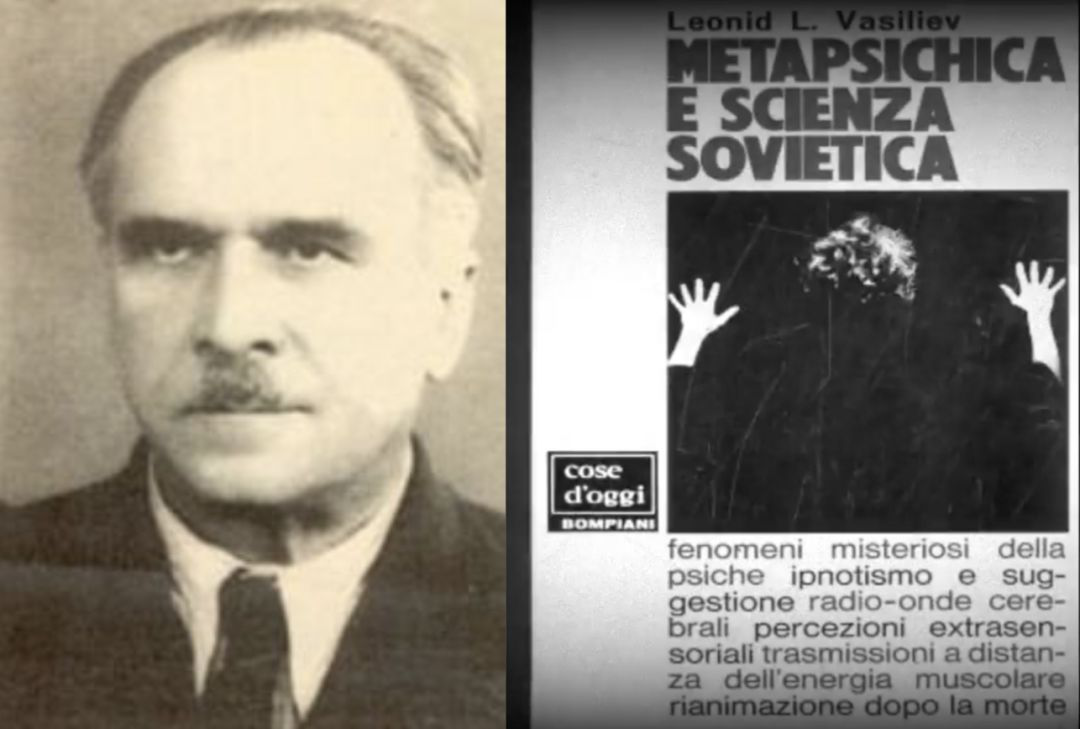 Leonid L. Vasiliev
METAPSICHICA
E SCIENZA
SOVIETICA
cose
d'oggi
BOMPIANI
fenomeni misteriosi della
psiche ipnotismo e sug-
gestione radio-onde cere-
brali percezioni extrasen-
soriali trasmissioni a distan-
za dell'energia muscolare
rianimazione dopo la morte